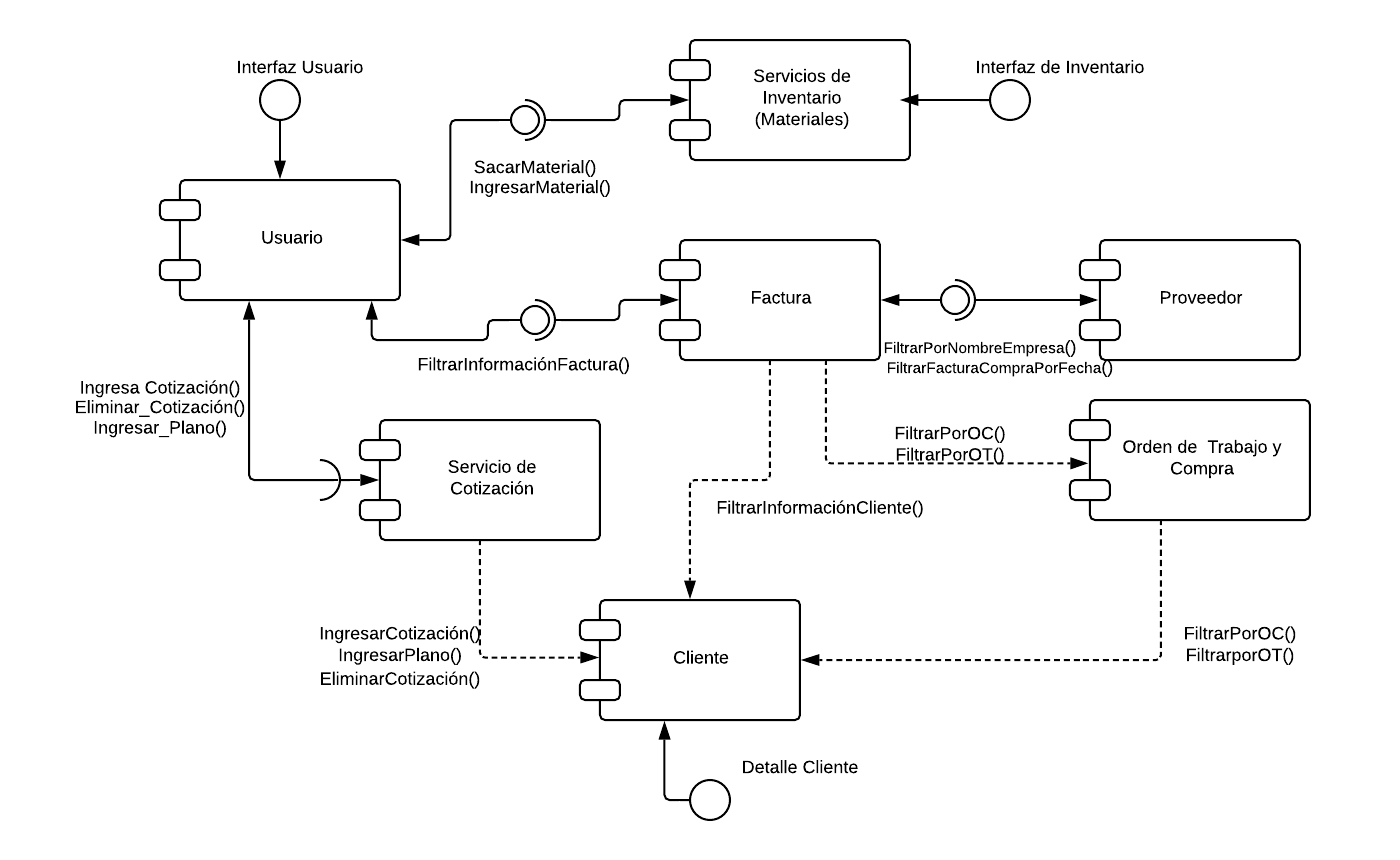 Interfaz Usuario
Servicios de
Inventario
(Materiales)
Interfaz de Inventario
SacarMaterial()
IngresarMaterial()
Usuario
Factura
Proveedor
FiltrarInformaciónFactura()
FiltrarPorNombreEmpresa()
FiltrarFacturaCompraPorFecha()
Ingresa Cotización()
Eliminar_Cotización()
Ingresar_Plano()
Servicio de
Cotización
FiltrarPorOC()
FiltrarPorOT()
Orden de  Trabajo y
Compra
FiltrarInformaciónCliente()
IngresarCotización()
IngresarPlano()
EliminarCotización()
Cliente
FiltrarPorOC()
FiltrarporOT()
Detalle Cliente